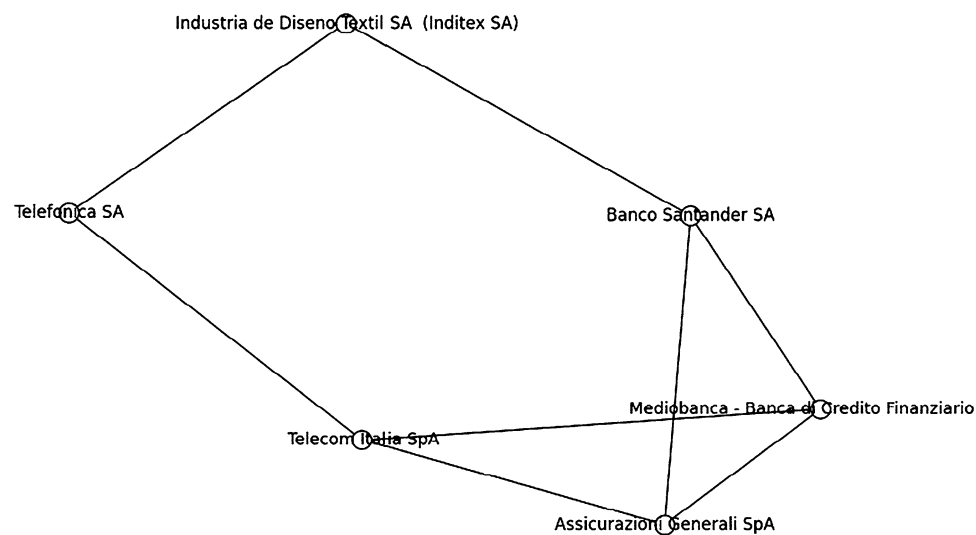 Industria de Diseno Textil SA (Inditex SA)
Telefonica SA
Banco Santander SA
Mediobanca - Banca di Credito Finanziario
Telecom Italia SpA
Assicurazioni Generali SpA